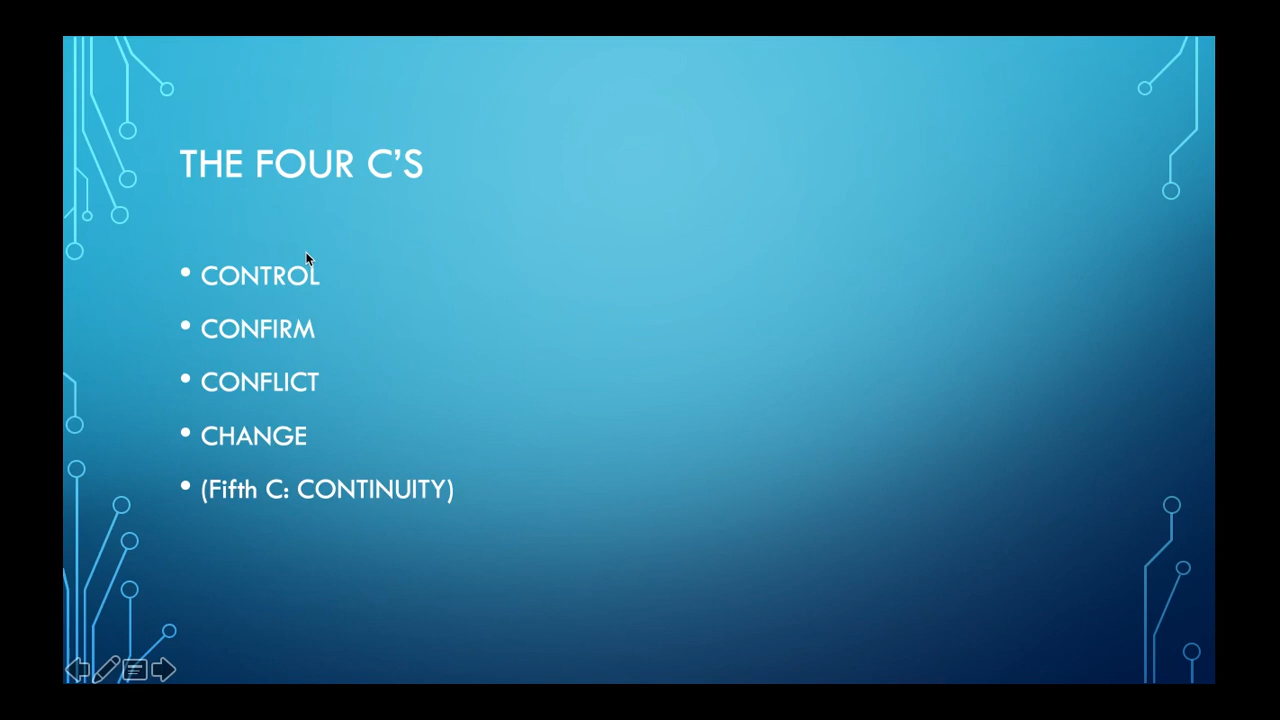 THE FOUR C’S
• CONTROL
• CONFIRM
• CONFLICT
• CHANGE
• (Fifth C: CONTINUITY)